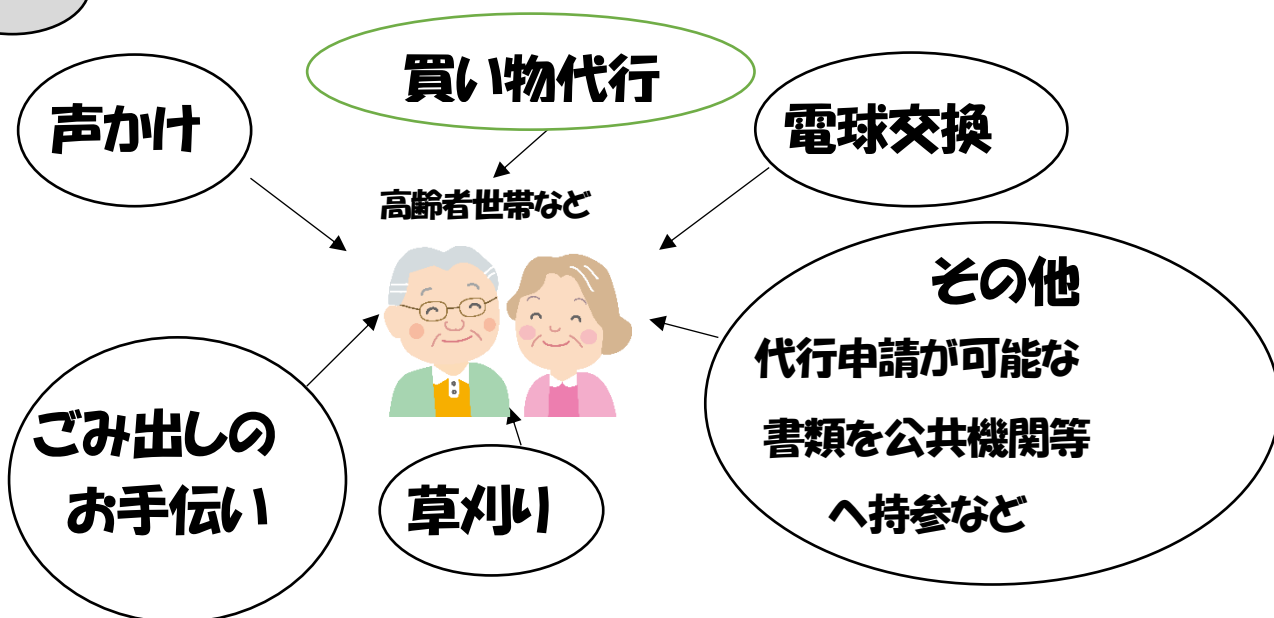 買い物代行
声かけ
電球交換
高齢者世帯など
その他
代行申請が可能な
書類を公共機関等
へ持参など
ごみ出しの
お手伝い
草刈り